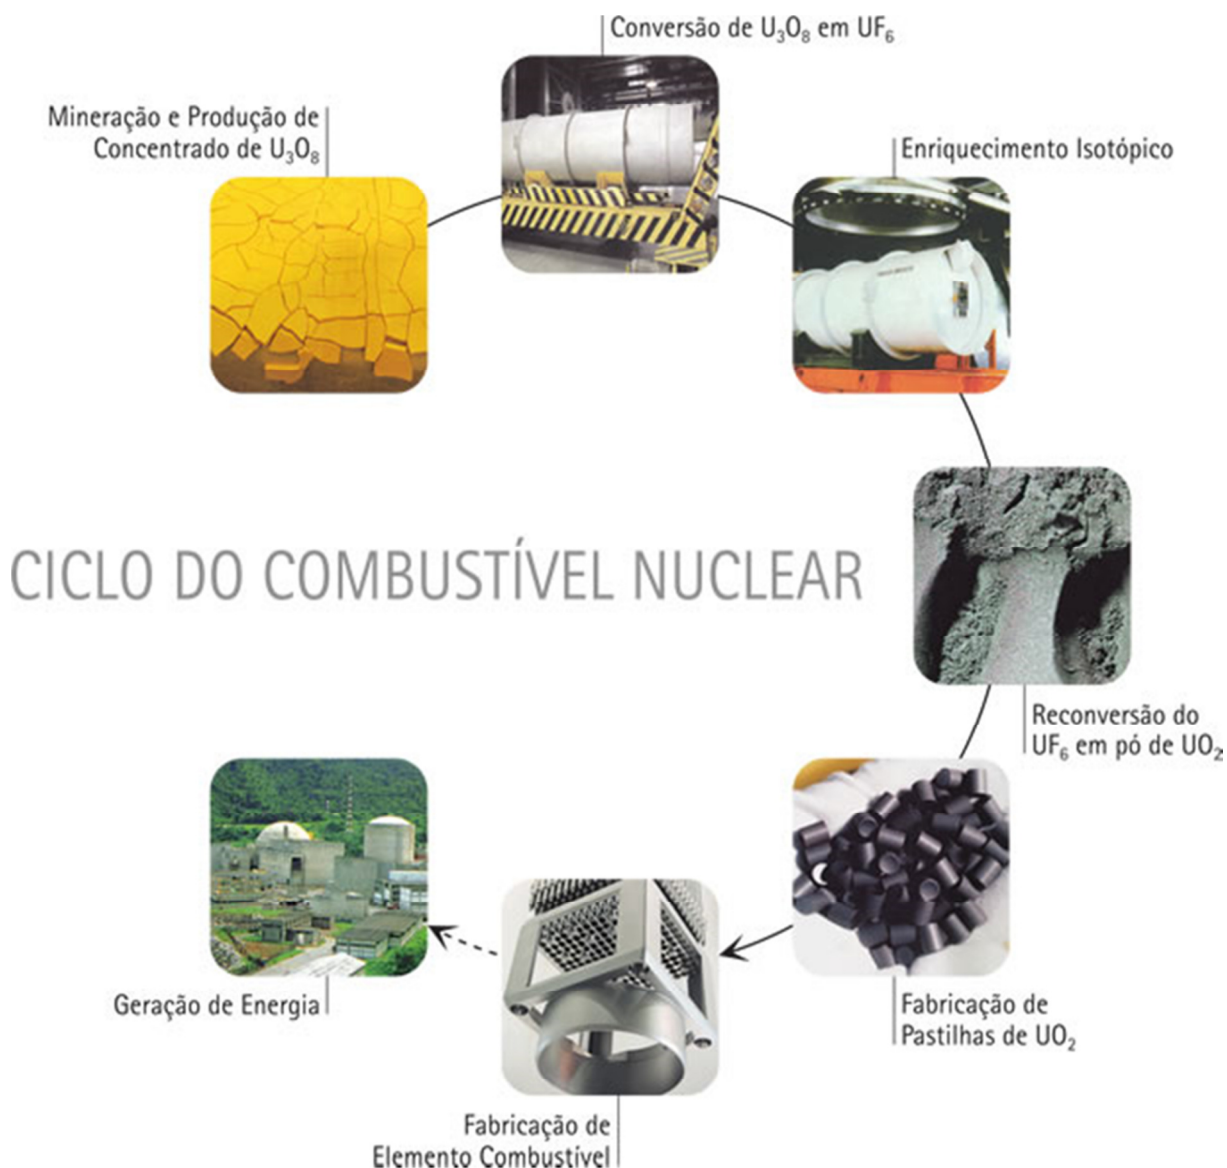 Conversão de U₃O₈ em UF₆
Mineração e Produção de
Concentrado de U₃O₈
Enriquecimento Isotópico
CICLO DO COMBUSTÍVEL NUCLEAR
Reconversão do
UF₆ em pó de UO₂
Fabricação de
Pastilhas de UO₂
Fabricação de
Elemento Combustível
Geração de Energia